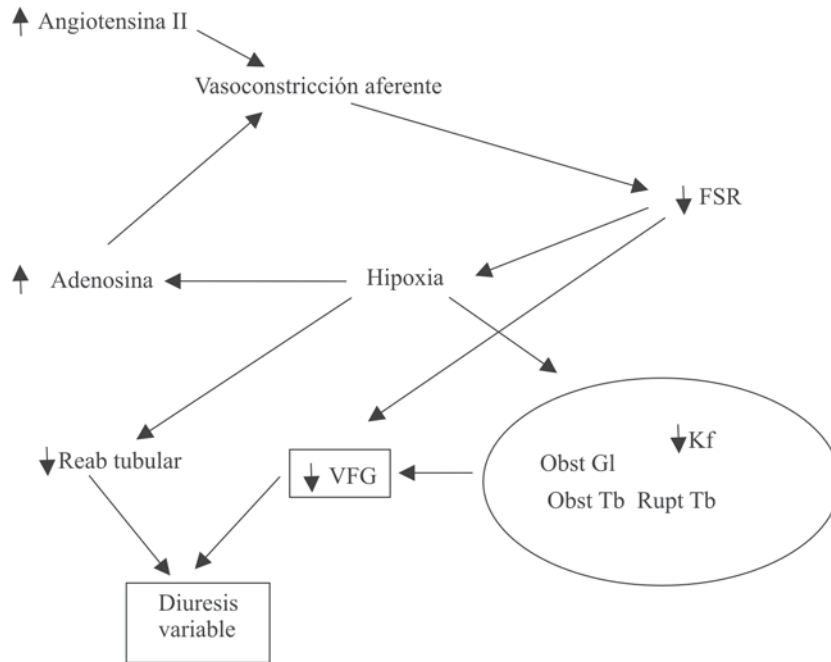 Angiotensina II
Vasoconstricción aferente
FSR
Adenosina
Hipoxia
Reab tubular
VFG
Kf
Obst Gl
Obst Tb Rupt Tb
Diuresis
variable